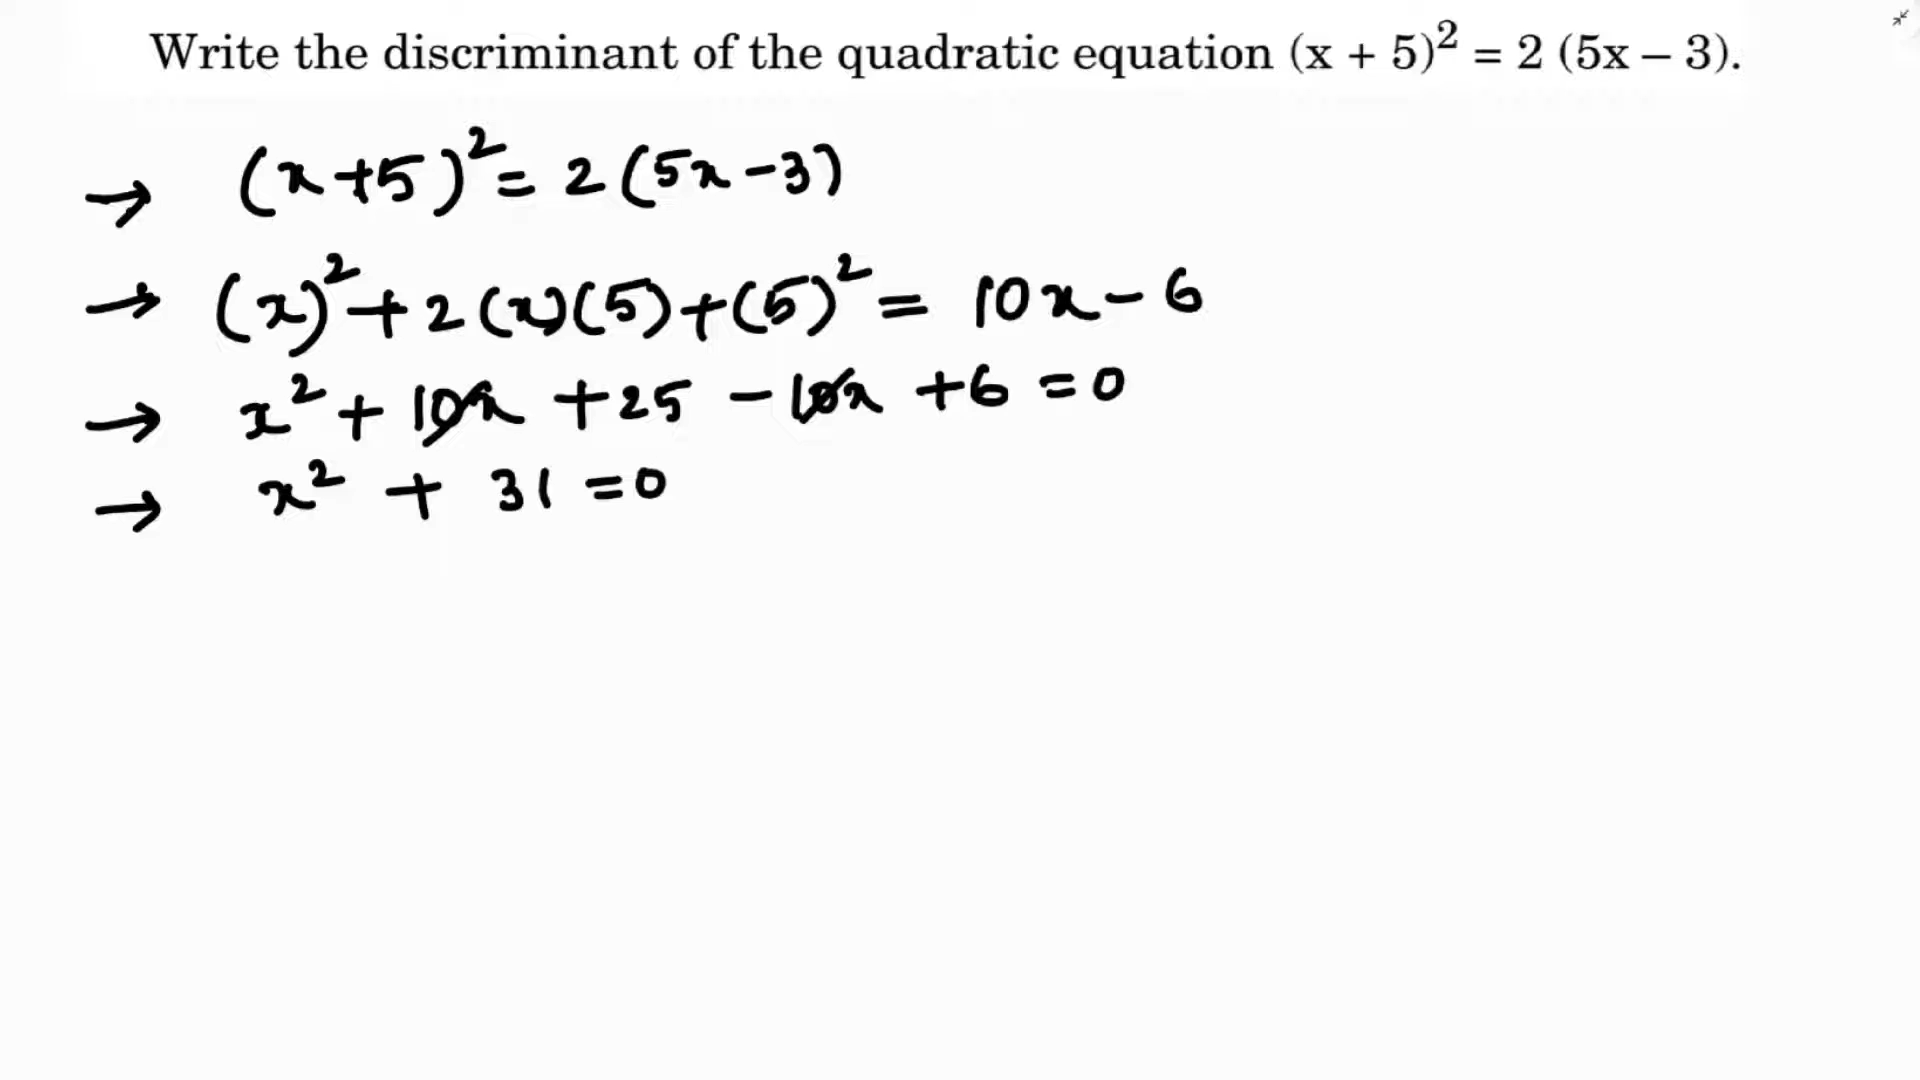 Write the discriminant of the quadratic equation (x + 5)² = 2 (5x – 3).
→ (x+5)² = 2(5x-3)
→ (x)² + 2(x)(5) + (5)² = 10x - 6
→ x² + 10x + 25 - 10x + 6 = 0
→ x² + 31 = 0